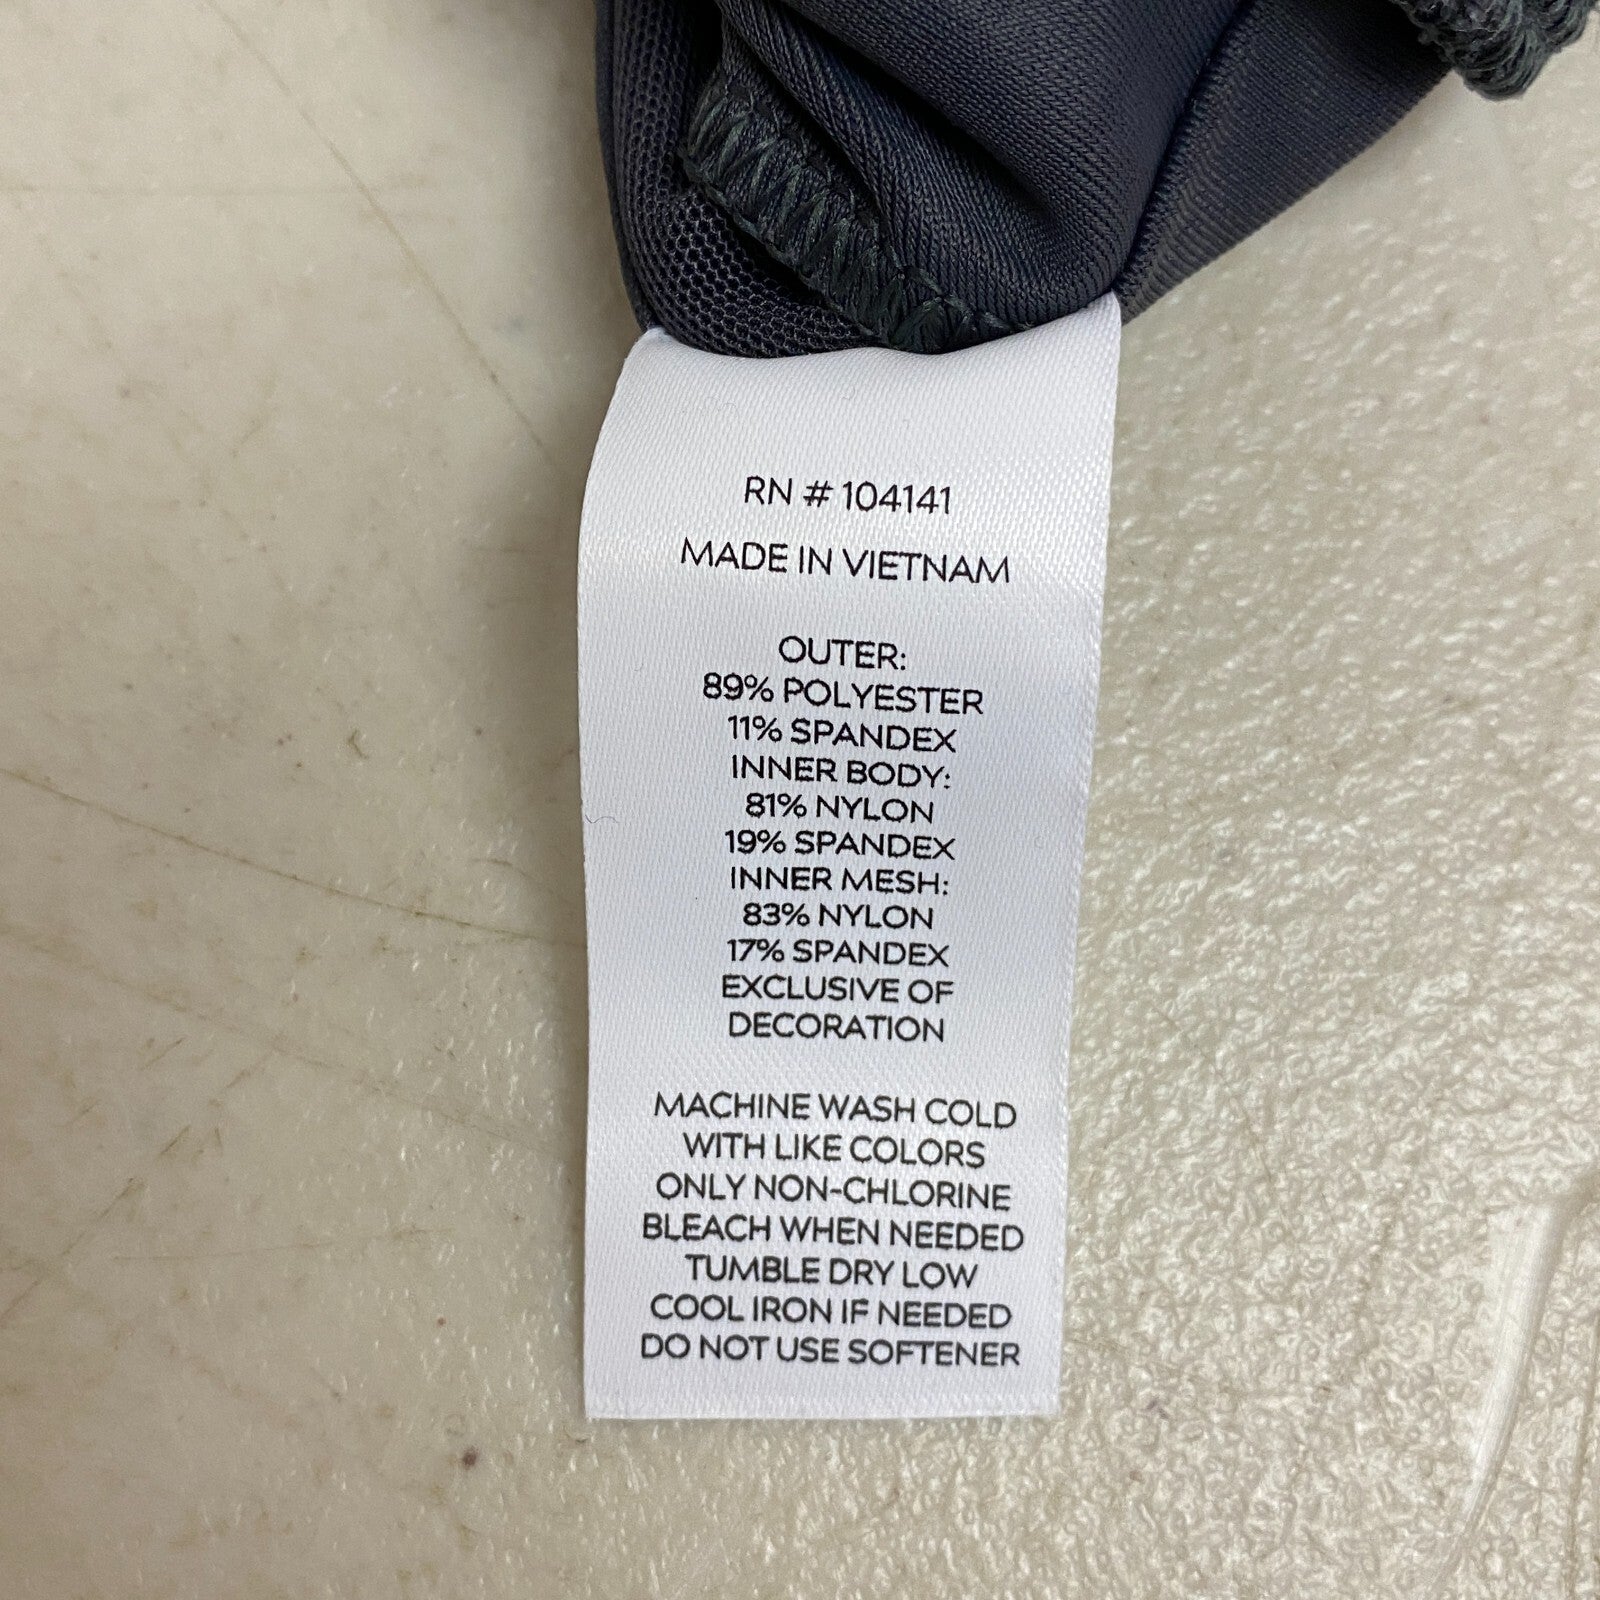 RN # 104141
MADE IN VIETNAM
OUTER:
89% POLYESTER
11% SPANDEX
INNER BODY:
81% NYLON
19% SPANDEX
INNER MESH:
83% NYLON
17% SPANDEX
EXCLUSIVE OF
DECORATION
MACHINE WASH COLD
WITH LIKE COLORS
ONLY NON-CHLORINE
BLEACH WHEN NEEDED
TUMBLE DRY LOW
COOL IRON IF NEEDED
DO NOT USE SOFTENER